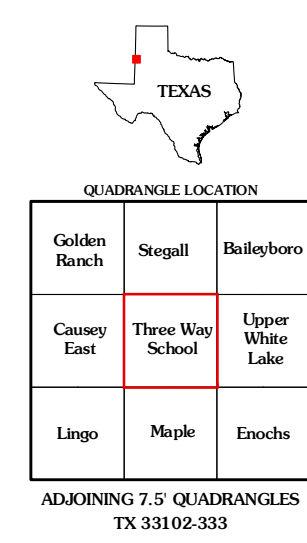 TEXAS
QUADRANGLE LOCATION
Golden
Ranch
Stegall
Baileyboro
Causey
East
Three Way
School
Upper
White
Lake
Lingo
Maple
Enochs
ADJOINING 7.5' QUADRANGLES
TX 33102-333